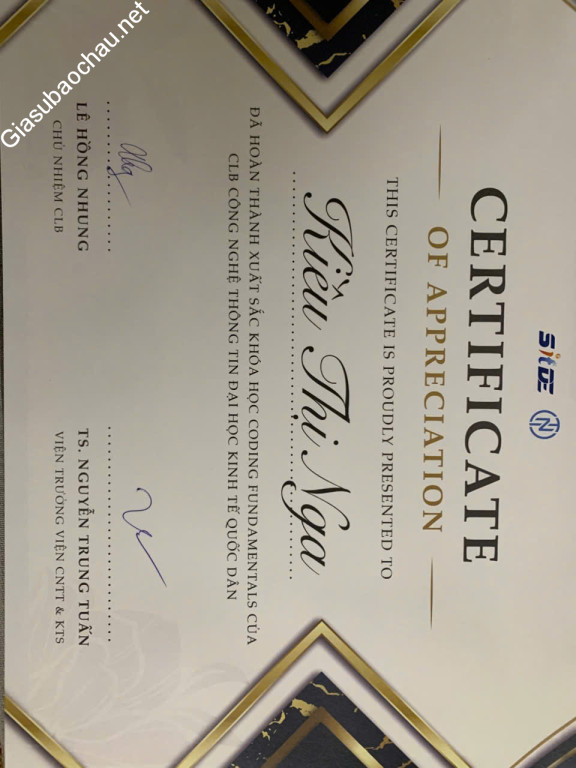 Giasubaochau.net
SitDE
CERTIFICATE
OF APPRECIATION
THIS CERTIFICATE IS PROUDLY PRESENTED TO
Kiều Thị Nga
ĐÃ HOÀN THÀNH XUẤT SẮC KHÓA HỌC CODING FUNDAMENTALS CỦA
CLB CÔNG NGHỆ THÔNG TIN ĐẠI HỌC KINH TẾ QUỐC DÂN
LÊ HỒNG NHUNG
CHỦ NHIỆM CLB
TS. NGUYỄN TRUNG TUẤN
VIỆN TRƯỞNG VIỆN CNTT & KTS